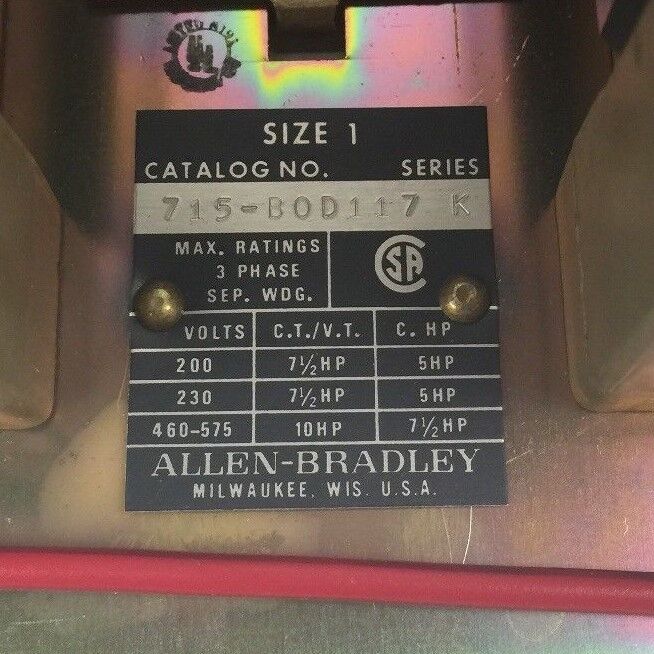 SIZE 1
CATALOG NO. SERIES
715-BOD117 K
MAX. RATINGS
3 PHASE
SEP. WDG.
CSA
VOLTS C.T./V.T. C. HP
200 7½HP 5HP
230 7½HP 5HP
460-575 10HP 7½HP
ALLEN-BRADLEY
MILWAUKEE, WIS. U.S.A.